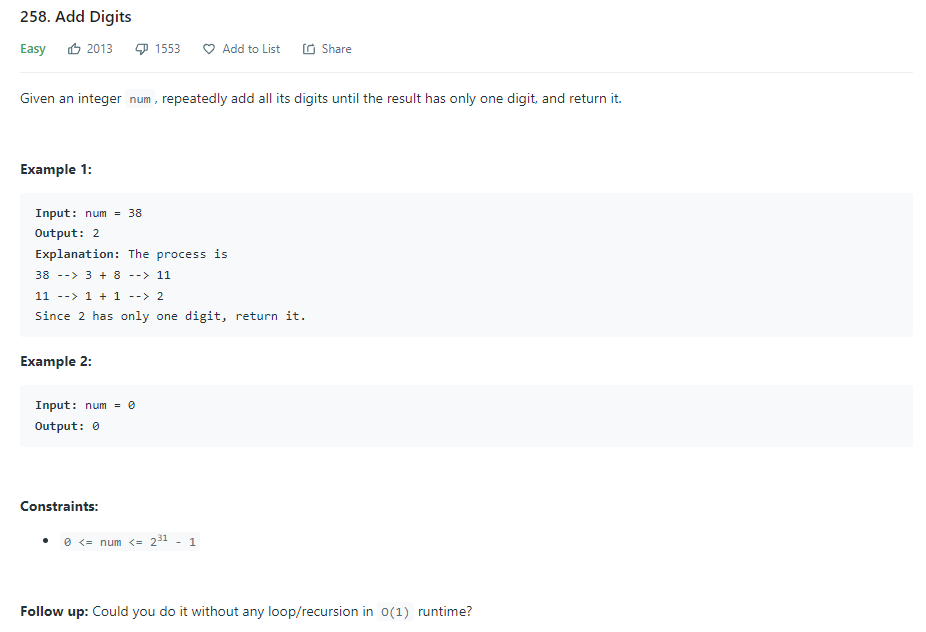 258. Add Digits
Easy 2013 1553 Add to List Share
Given an integer num , repeatedly add all its digits until the result has only one digit, and return it.
Example 1:
Input: num = 38
Output: 2
Explanation: The process is
38 --> 3 + 8 --> 11
11 --> 1 + 1 --> 2
Since 2 has only one digit, return it.
Example 2:
Input: num = 0
Output: 0
Constraints:
• 0 <= num <= 2³¹ - 1
Follow up: Could you do it without any loop/recursion in O(1) runtime?